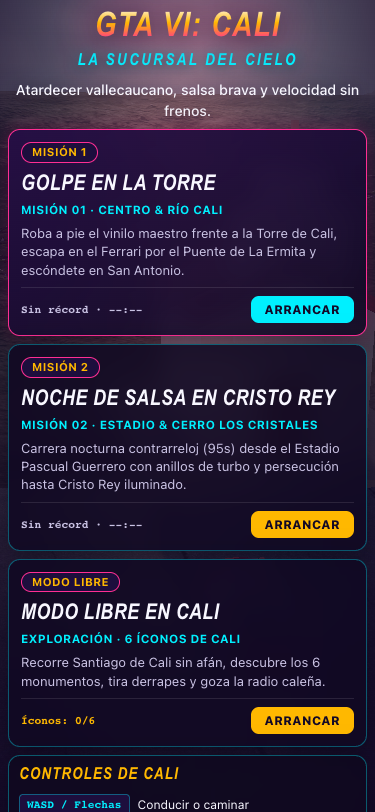 GTA VI: CALI
LA SUCURSAL DEL CIELO
Atardecer vallecaucano, salsa brava y velocidad sin
frenos.
MISIÓN 1
GOLPE EN LA TORRE
MISIÓN 01 · CENTRO & RÍO CALI
Roba a pie el vinilo maestro frente a la Torre de Cali,
escapa en el Ferrari por el Puente de La Ermita y
escóndete en San Antonio.
Sin récord · --:--
ARRANCAR
MISIÓN 2
NOCHE DE SALSA EN CRISTO REY
MISIÓN 02 · ESTADIO & CERRO LOS CRISTALES
Carrera nocturna contrarreloj (95s) desde el Estadio
Pascual Guerrero con anillos de turbo y persecución
hasta Cristo Rey iluminado.
Sin récord · --:--
ARRANCAR
MODO LIBRE
MODO LIBRE EN CALI
EXPLORACIÓN · 6 ÍCONOS DE CALI
Recorre Santiago de Cali sin afán, descubre los 6
monumentos, tira derrapes y goza la radio caleña.
Íconos: 0/6
ARRANCAR
CONTROLES DE CALI
WASD / Flechas Conducir o caminar